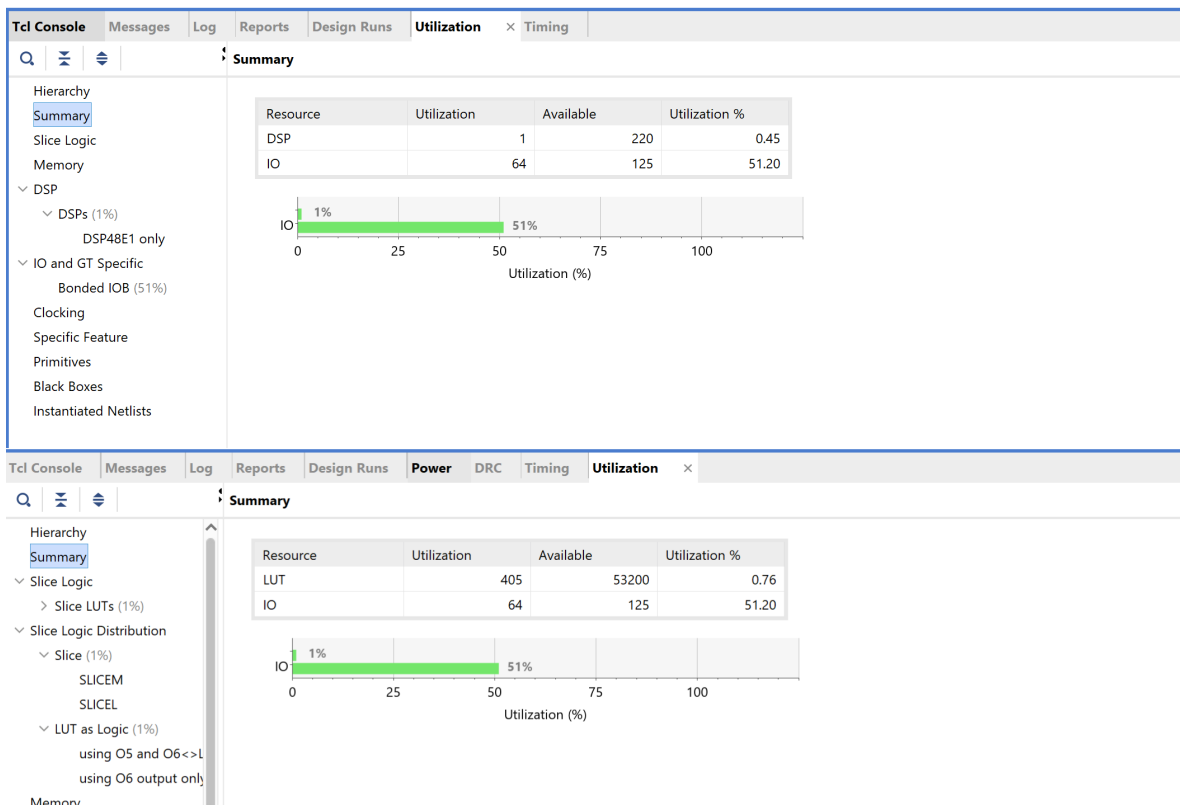 Tcl Console Messages Log Reports Design Runs Utilization × Timing
Summary
Hierarchy
Summary
Slice Logic
Memory
DSP
DSPs (1%)
DSP48E1 only
IO and GT Specific
Bonded IOB (51%)
Clocking
Specific Feature
Primitives
Black Boxes
Instantiated Netlists
Resource Utilization Available Utilization %
DSP 1 220 0.45
IO 64 125 51.20
1%
IO 51%
0 25 50 75 100
Utilization (%)
Tcl Console Messages Log Reports Design Runs Power DRC Timing Utilization ×
Summary
Hierarchy
Summary
Slice Logic
Slice LUTs (1%)
Slice Logic Distribution
Slice (1%)
SLICEM
SLICEL
LUT as Logic (1%)
using O5 and O6<>L
using O6 output only
Memory
Resource Utilization Available Utilization %
LUT 405 53200 0.76
IO 64 125 51.20
1%
IO 51%
0 25 50 75 100
Utilization (%)